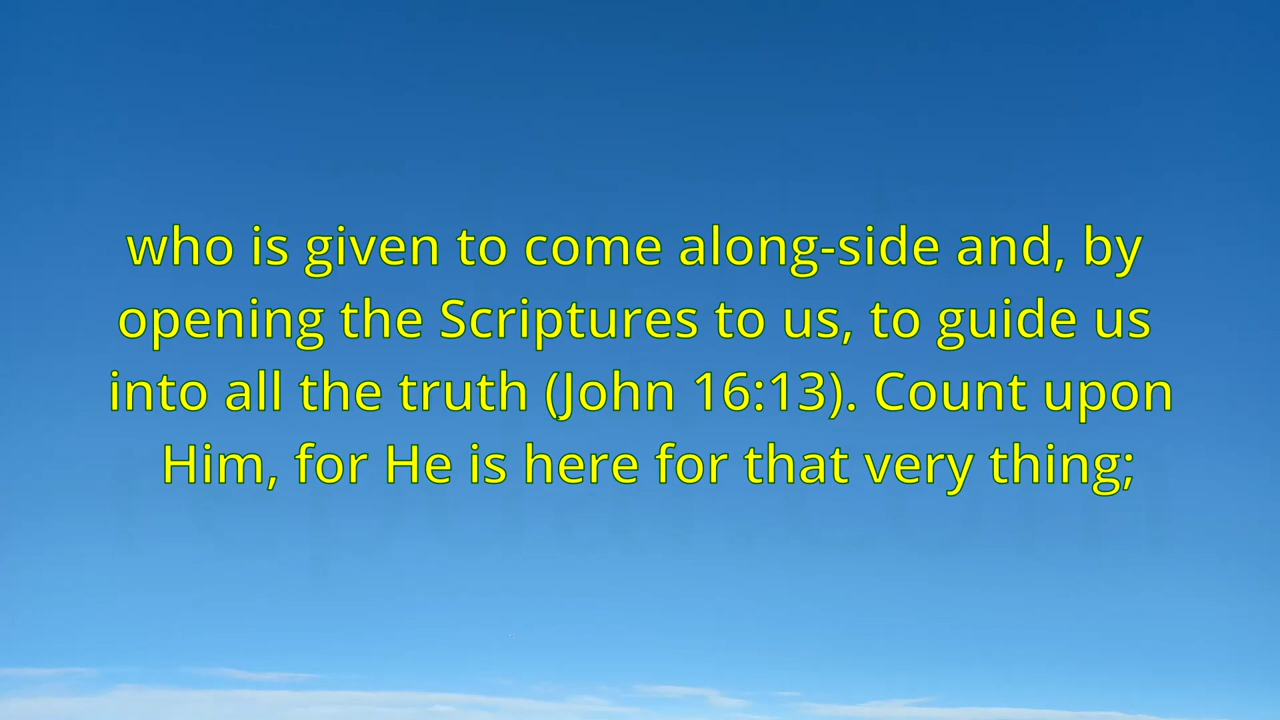 who is given to come along-side and, by
opening the Scriptures to us, to guide us
into all the truth (John 16:13). Count upon
Him, for He is here for that very thing;